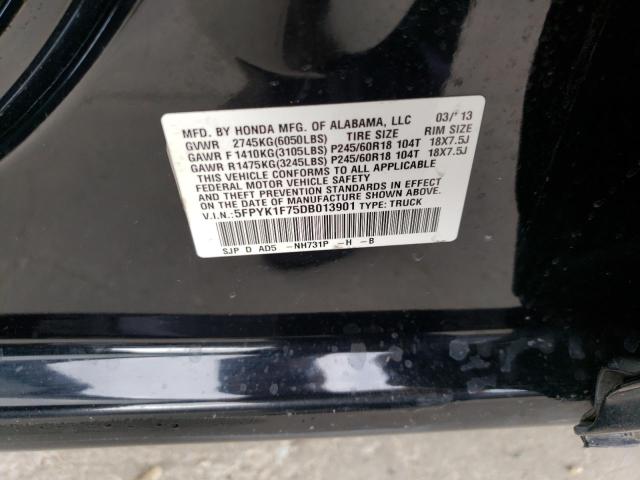 MFD. BY HONDA MFG. OF ALABAMA, LLC 03/'13
GVWR 2745KG(6050LBS) TIRE SIZE RIM SIZE
GAWR F 1410KG(3105LBS) P245/60R18 104T 18X7.5J
GAWR R1475KG(3245LBS) P245/60R18 104T 18X7.5J
THIS VEHICLE CONFORMS TO ALL APPLICABLE
FEDERAL MOTOR VEHICLE SAFETY AND THEFT PREVENTION
STANDARDS IN EFFECT ON THE DATE OF MANUFACTURE SHOWN ABOVE.
V.I.N.:5FPYK1F75DB013901 TYPE: TRUCK
SJP D AD5 -NH731P -H -B